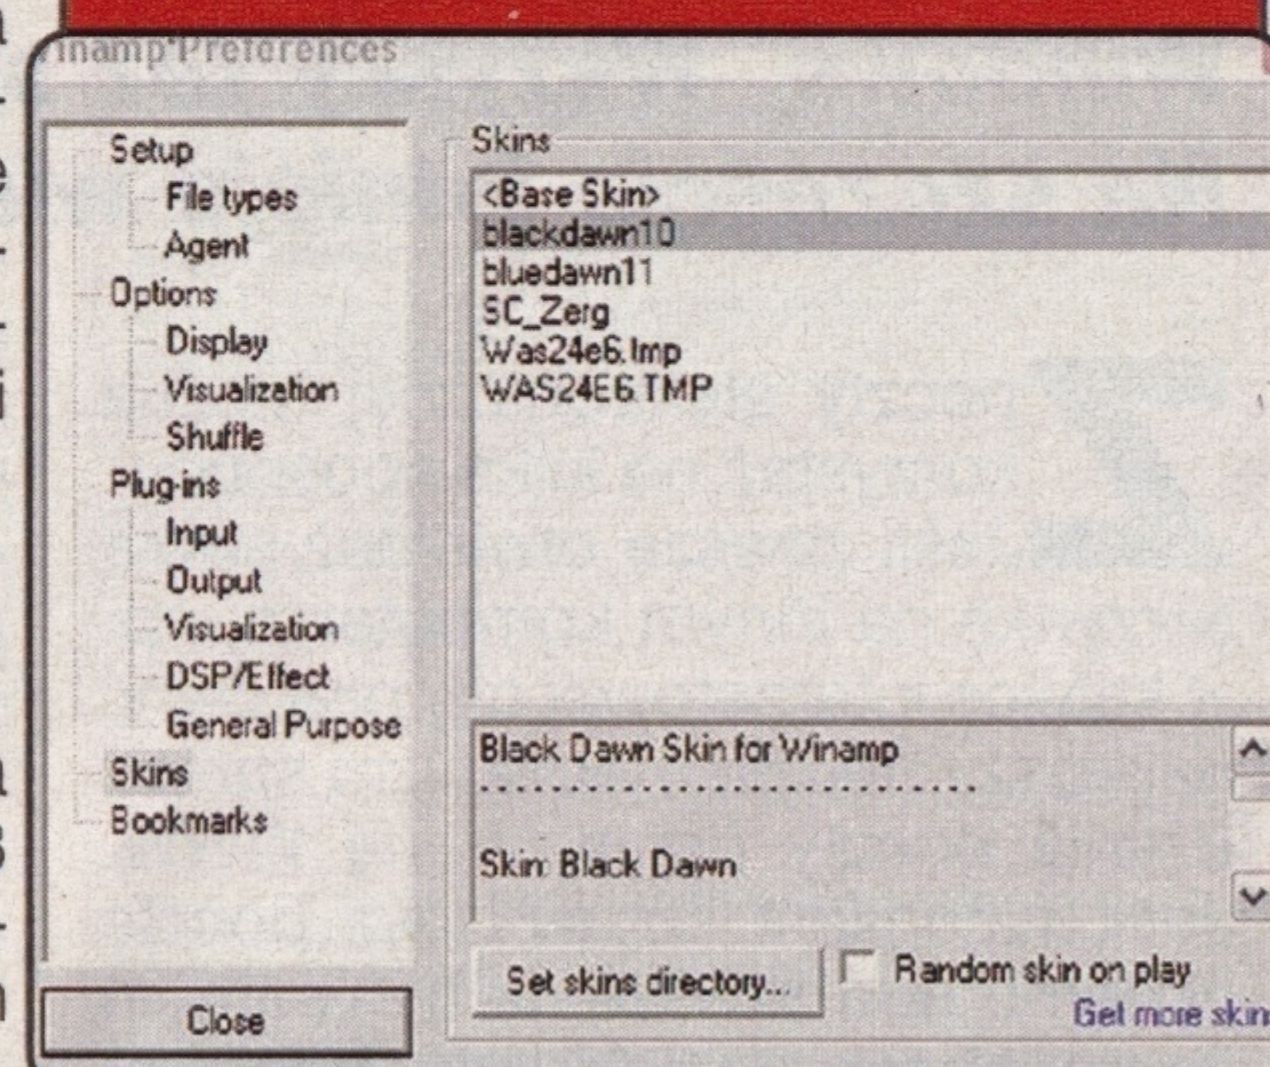 Preferences
Setup
File types
Agent
Options
Display
Visualization
Shuffle
Plug-ins
Input
Output
Visualization
DSP/Effect
General Purpose
Skins
Bookmarks
Close
Skins
<Base Skin>
blackdawn10
bluedawn11
SC_Zerg
Was24e6.tmp
WAS24E6.TMP
Black Dawn Skin for Winamp
- - - - - - - - - - - - - - - - - - - - - - - - - - - - -
Skin: Black Dawn
Set skins directory...
Random skin on play
Get more